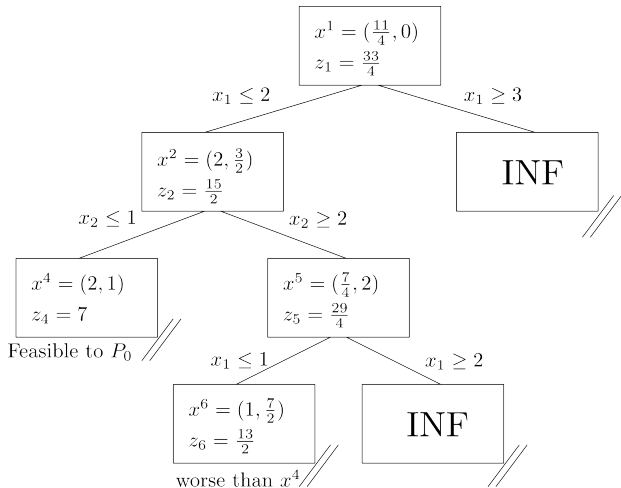 x^1 = (11/4, 0)
z_1 = 33/4
x_1 ≤ 2
x_1 ≥ 3
x^2 = (2, 3/2)
z_2 = 15/2
INF
x_2 ≤ 1
x_2 ≥ 2
x^4 = (2, 1)
z_4 = 7
Feasible to P_0
x^5 = (7/4, 2)
z_5 = 29/4
x_1 ≤ 1
x_1 ≥ 2
x^6 = (1, 7/2)
z_6 = 13/2
worse than x^4
INF